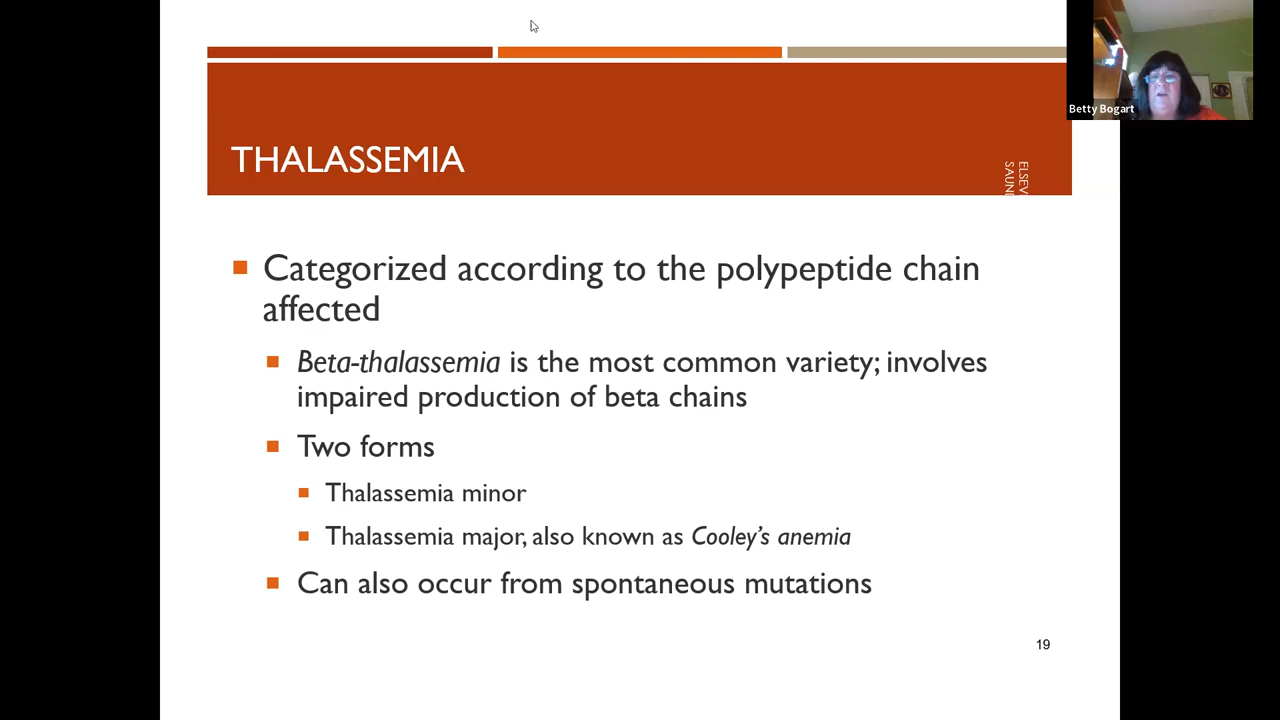 Betty Bogart
THALASSEMIA
ELSEV
SAUN
Categorized according to the polypeptide chain
affected
Beta-thalassemia is the most common variety; involves
impaired production of beta chains
Two forms
Thalassemia minor
Thalassemia major, also known as Cooley's anemia
Can also occur from spontaneous mutations
19